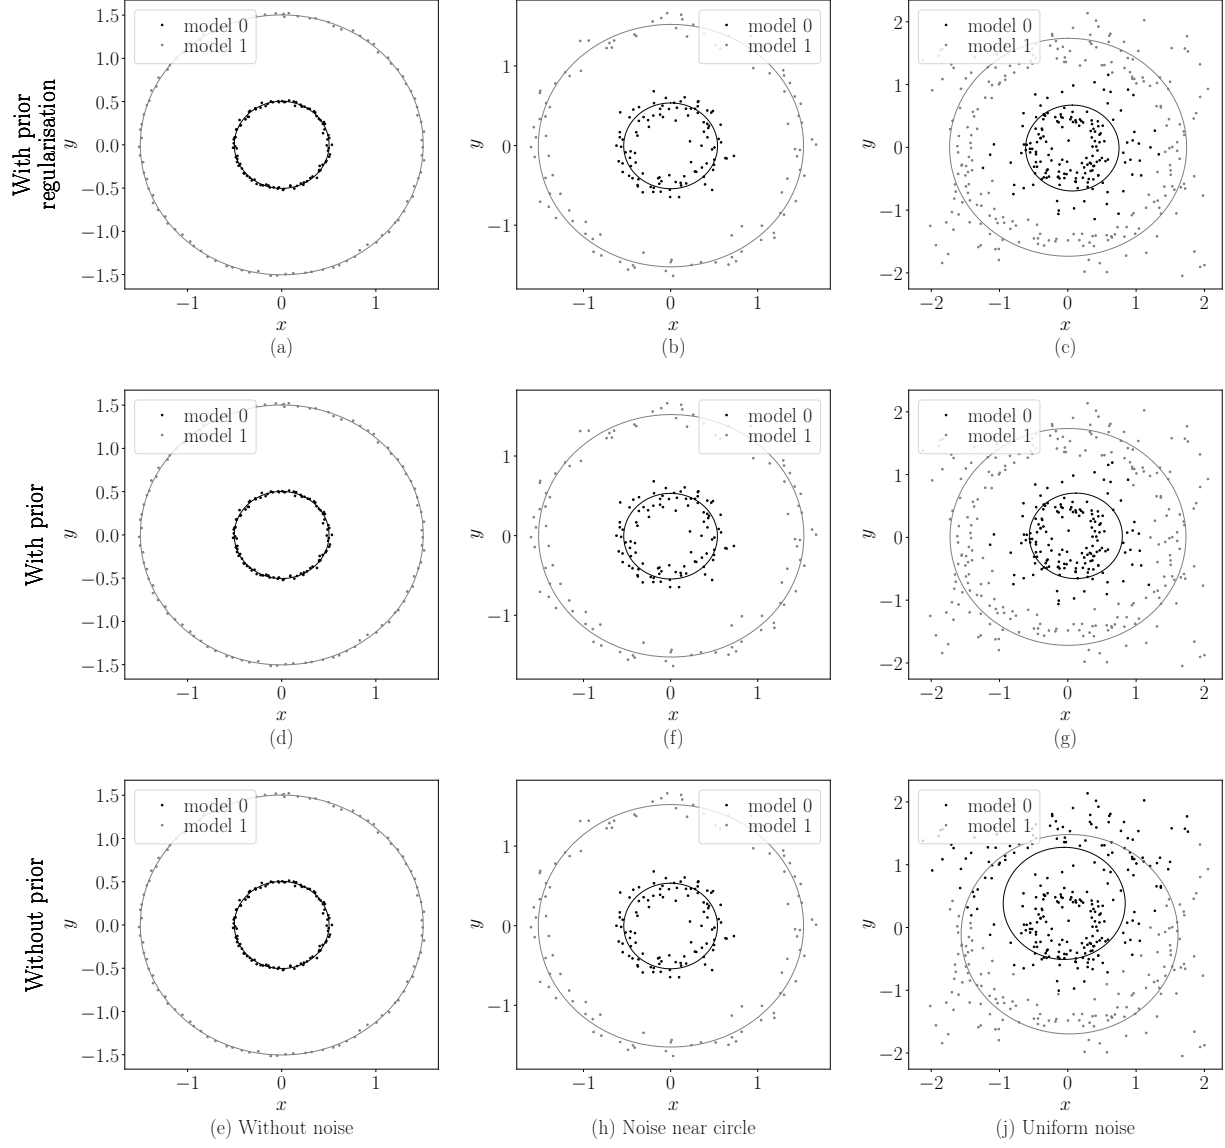 With prior
regularisation
1.5
1.0
0.5
0.0
−0.5
−1.0
−1.5
y
model 0
model 1
−1 0 1
x
(a)
1
0
−1
y
model 0
model 1
−1 0 1
x
(b)
2
1
0
−1
−2
y
model 0
model 1
−2 −1 0 1 2
x
(c)
With prior
1.5
1.0
0.5
0.0
−0.5
−1.0
−1.5
y
model 0
model 1
−1 0 1
x
(d)
1
0
−1
y
model 0
model 1
−1 0 1
x
(f)
2
1
0
−1
−2
y
model 0
model 1
−2 −1 0 1 2
x
(g)
Without prior
1.5
1.0
0.5
0.0
−0.5
−1.0
−1.5
y
model 0
model 1
−1 0 1
x
(e) Without noise
1
0
−1
y
model 0
model 1
−1 0 1
x
(h) Noise near circle
2
1
0
−1
−2
y
model 0
model 1
−2 −1 0 1 2
x
(j) Uniform noise